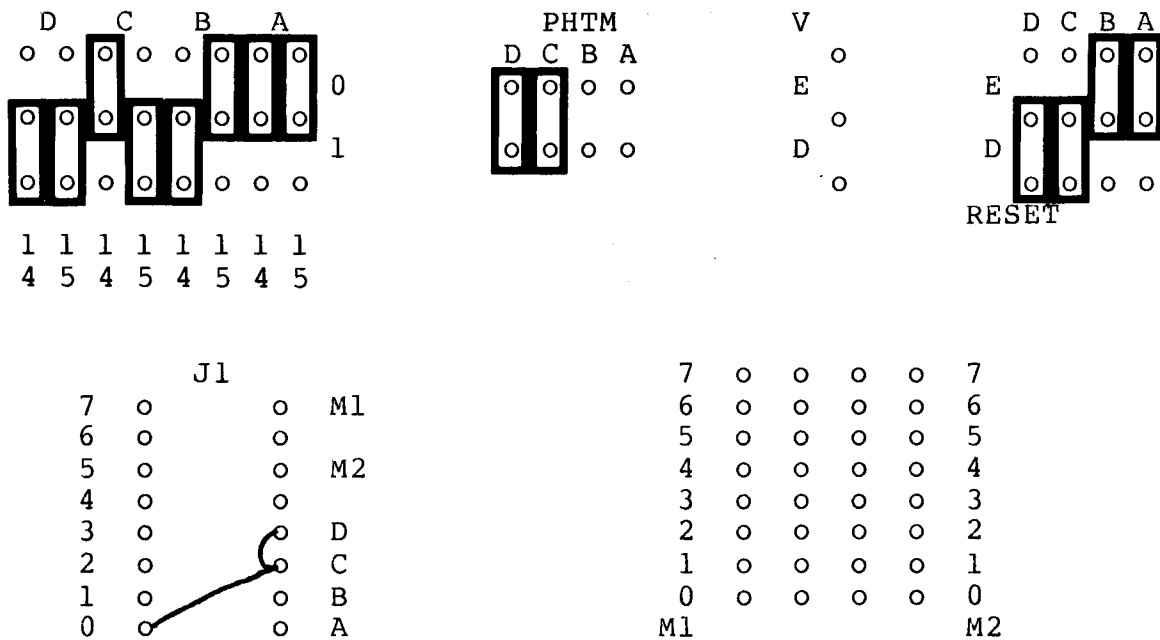 D C B A
0
1
1 1 1 1 1 1 1 1
4 5 4 5 4 5 4 5
PHTM
D C B A
V
E
D
D C B A
E
D
RESET
J1
7 M1
6
5 M2
4
3 D
2 C
1 B
0 A
7 7
6 6
5 5
4 4
3 3
2 2
1 1
0 0
M1 M2